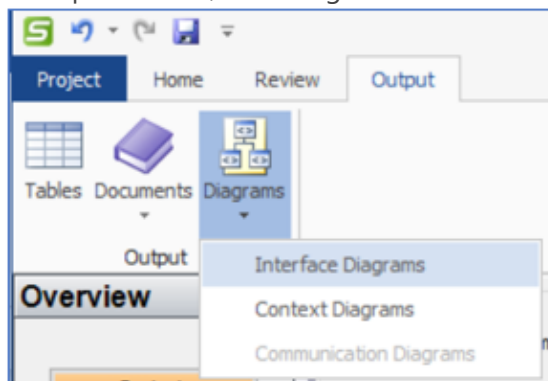 Project Home Review Output
Tables Documents Diagrams
Output
Interface Diagrams
Overview
Context Diagrams
Communication Diagrams